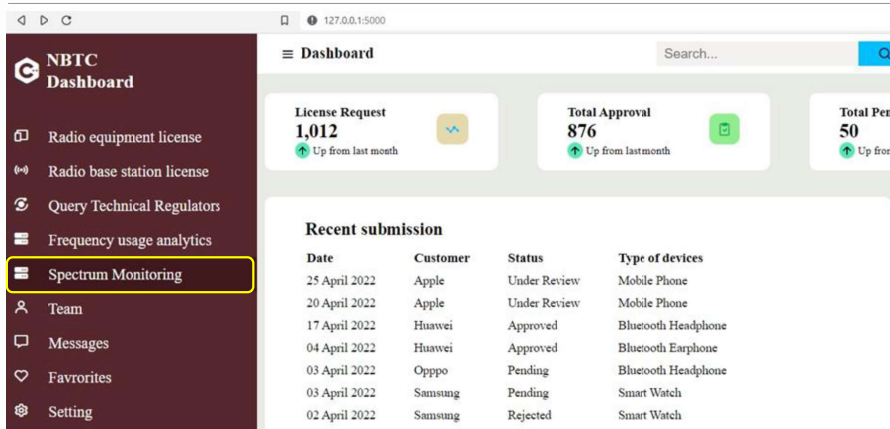 127.0.0.1:5000
NBTC
Dashboard
Radio equipment license
Radio base station license
Query Technical Regulators
Frequency usage analytics
Spectrum Monitoring
Team
Messages
Favrorites
Setting
Dashboard
Search...
License Request
1,012
Up from last month
Total Approval
876
Up from lastmonth
Total Pen
50
Up from
Recent submission
Date Customer Status Type of devices
25 April 2022 Apple Under Review Mobile Phone
20 April 2022 Apple Under Review Mobile Phone
17 April 2022 Huawei Approved Bluetooth Headphone
04 April 2022 Huawei Approved Bluetooth Earphone
03 April 2022 Opppo Pending Bluetooth Headphone
03 April 2022 Samsung Pending Smart Watch
02 April 2022 Samsung Rejected Smart Watch